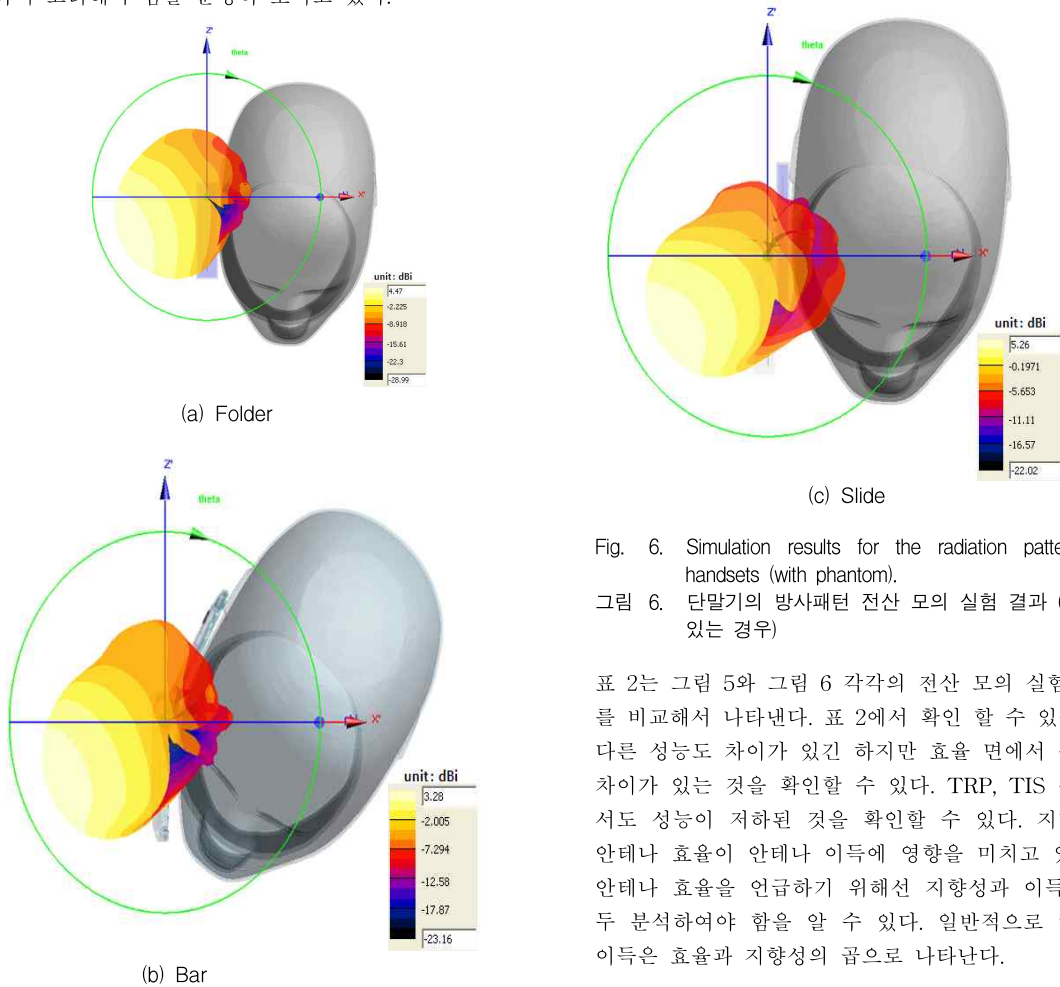 Z'
theta
X'
unit: dBi
4.47
-2.225
-8.918
-15.61
-22.3
-28.99
(a) Folder
Z'
theta
X'
unit: dBi
3.28
-2.005
-7.294
-12.58
-17.87
-23.16
(b) Bar
Z'
theta
X'
unit: dBi
5.26
-0.1971
-5.653
-11.11
-16.57
-22.02
(c) Slide
Fig. 6. Simulation results for the radiation
handsets (with phantom).
그림 6. 단말기의 방사패턴 전산 모의 실험 결과
있는 경우)
표 2는 그림 5와 그림 6 각각의 전산 모의 실험
를 비교해서 나타낸다. 표 2에서 확인 할 수
다른 성능도 차이가 있긴 하지만 효율 면에서
차이가 있는 것을 확인할 수 있다. TRP, TIS
서도 성능이 저하된 것을 확인할 수 있다.
안테나 효율이 안테나 이득에 영향을 미치고
안테나 효율을 언급하기 위해선 지향성과 이득
두 분석하여야 함을 알 수 있다. 일반적으로
이득은 효율과 지향성의 곱으로 나타난다.